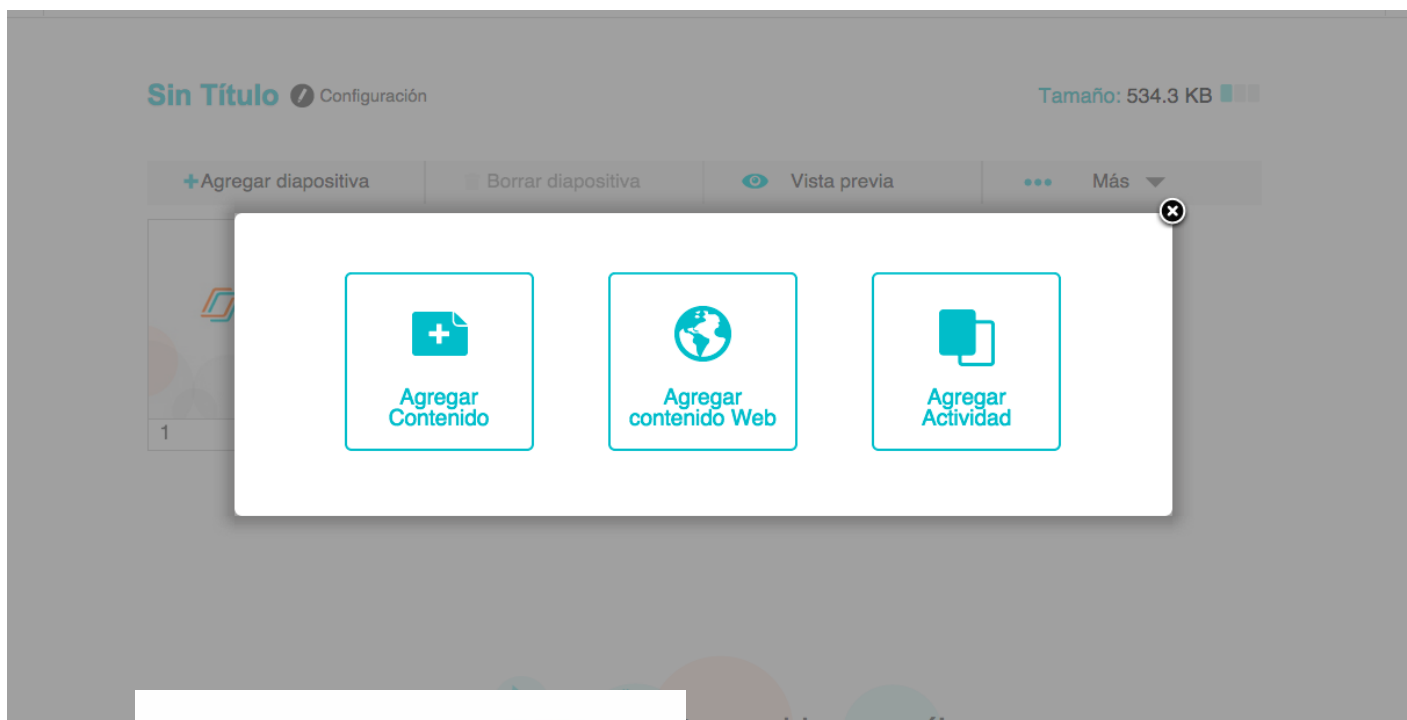 Sin Título Configuración
Tamaño: 534.3 KB
+Agregar diapositiva Borrar diapositiva Vista previa Más
Agregar
Contenido
Agregar
contenido Web
Agregar
Actividad
1